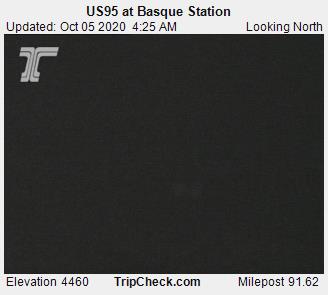 US95 at Basque Station
Updated: Oct 05 2020 4:25 AM Looking North
Elevation 4460 TripCheck.com Milepost 91.62